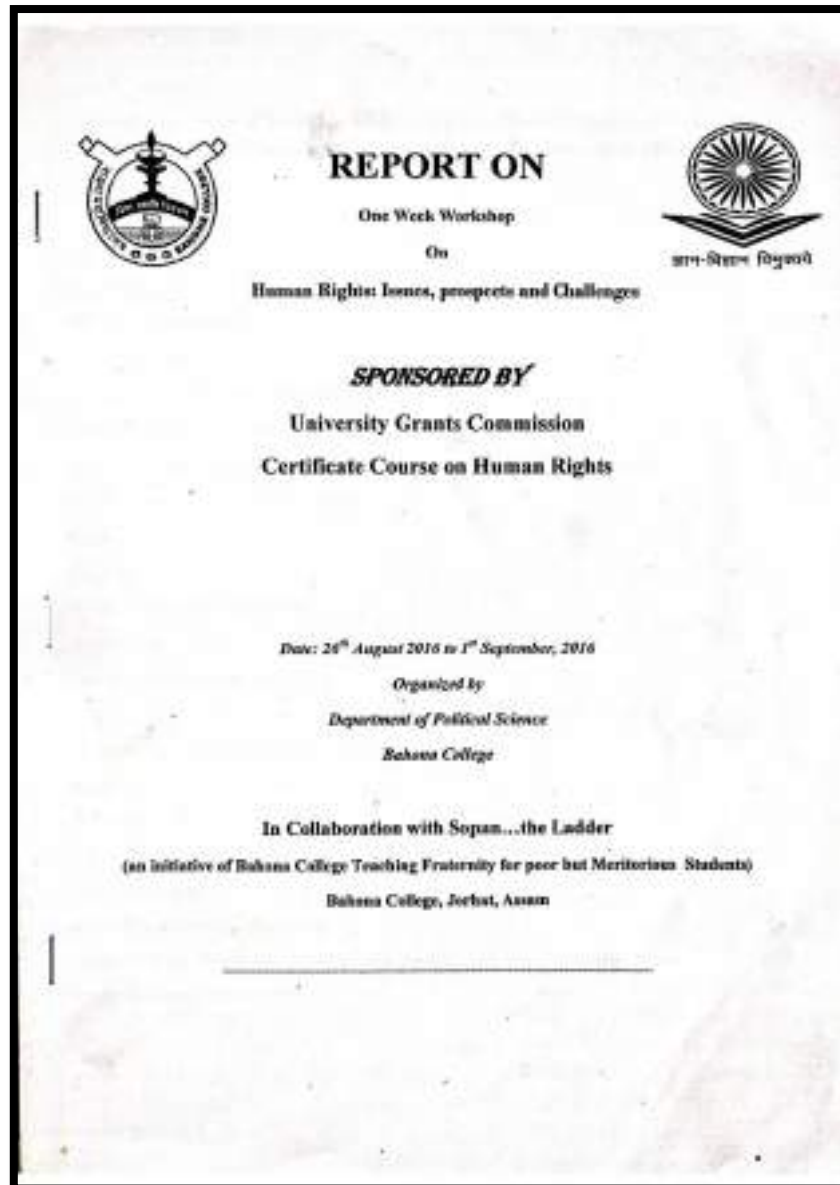 REPORT ON
One Week Workshop
On
Human Rights: Issues, prospects and Challenges
ज्ञान-विज्ञान विमुक्तये
SPONSORED BY
University Grants Commission
Certificate Course on Human Rights
Date: 26th August 2016 to 1st September, 2016
Organized by
Department of Political Science
Bahona College
In Collaboration with Sopan...the Ladder
(an initiative of Bahona College Teaching Fraternity for poor but Meritorious Students)
Bahona College, Jorhat, Assam